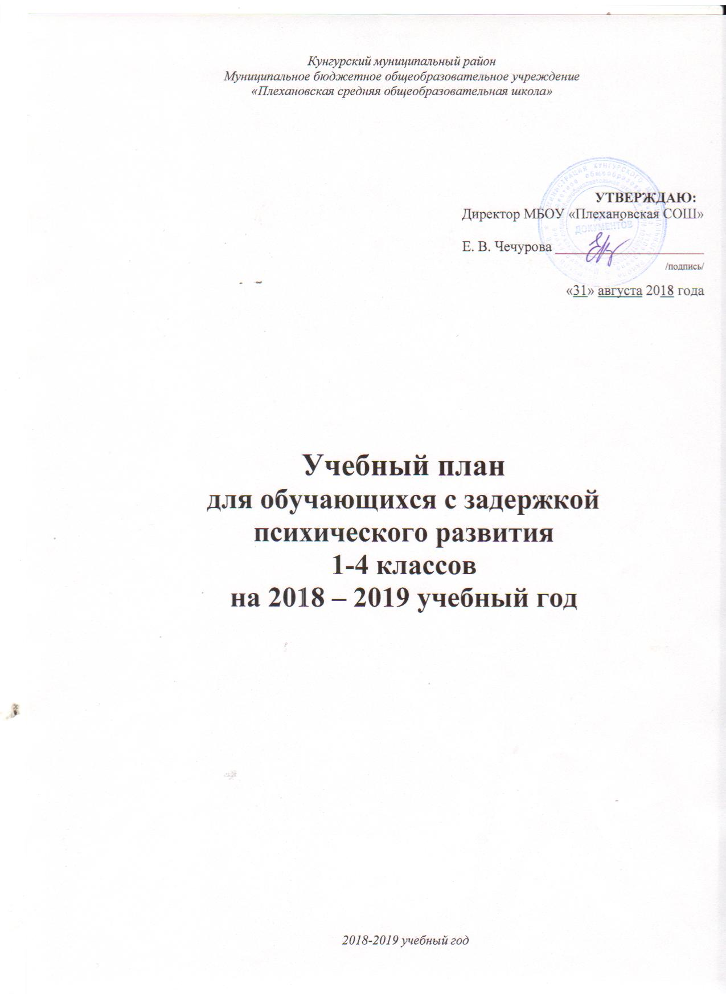 Кунгурский муниципальный район
Муниципальное бюджетное общеобразовательное учреждение
«Плехановская средняя общеобразовательная школа»
УТВЕРЖДАЮ:
Директор МБОУ «Плехановская СОШ»
ДОКУМЕНТОВ
Е. В. Чечурова ____________________
/подпись/
«31» августа 2018 года
Учебный план
для обучающихся с задержкой
психического развития
1-4 классов
на 2018 – 2019 учебный год
2018-2019 учебный год